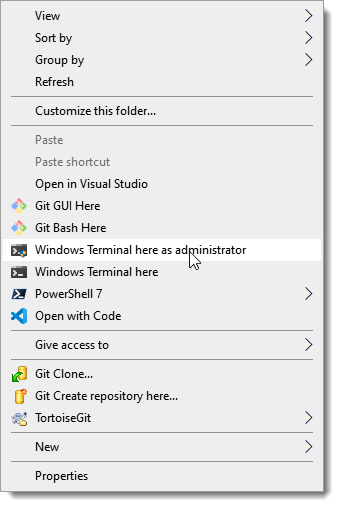 View
Sort by
Group by
Refresh
Customize this folder...
Paste
Paste shortcut
Open in Visual Studio
Git GUI Here
Git Bash Here
Windows Terminal here as administrator
Windows Terminal here
PowerShell 7
Open with Code
Give access to
Git Clone...
Git Create repository here...
TortoiseGit
New
Properties